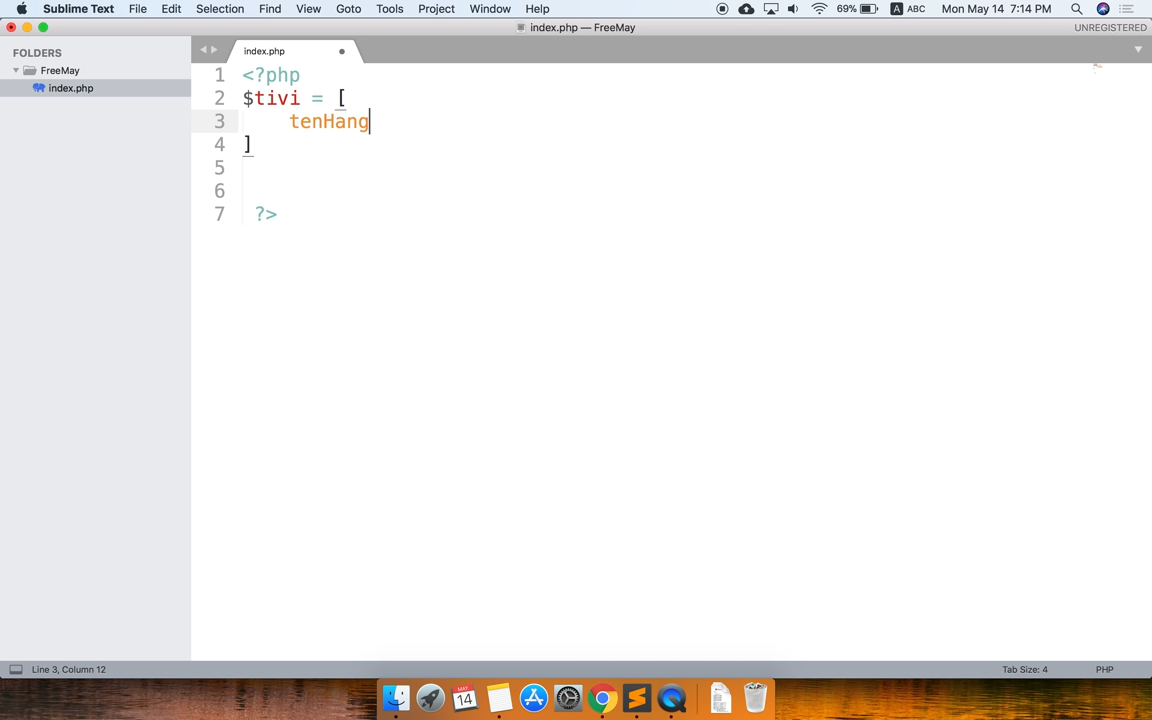 Sublime Text File Edit Selection Find View Goto Tools Project Window Help 69% A ABC Mon May 14 7:14 PM
index.php — FreeMay UNREGISTERED
FOLDERS
FreeMay
index.php
index.php
1 <?php
2 $tivi = [
3 tenHang
4 ]
5
6
7 ?>
Line 3, Column 12 Tab Size: 4 PHP
MAY
14